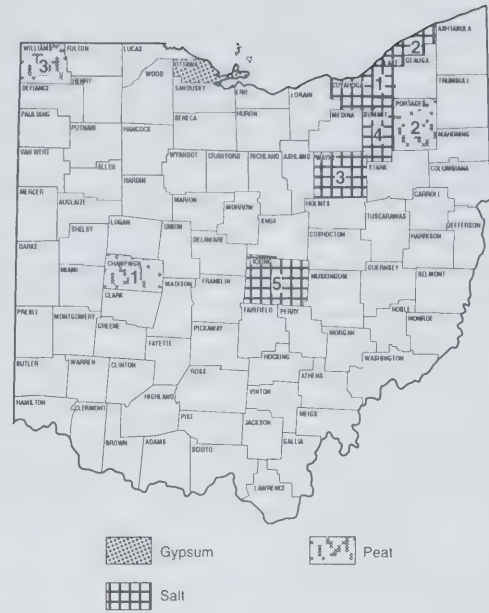 ASHTABULA
2
LAKE
GEAUGA
WILLIAMS
FULTON
LUCAS
OTTAWA
3
WOOD
SANDUSKY
ERIE
CUYAHOGA
1
TRUMBULL
DEFIANCE
HENRY
LORAIN
PORTAGE
PAULDING
SENECA
HURON
MEDINA
SUMMIT
2
PUTNAM
HANCOCK
4
MAHONING
VAN WERT
WYANDOT
CRAWFORD
RICHLAND
ASHLAND
WAYNE
STARK
COLUMBIANA
ALLEN
3
HARDIN
MERCER
MARION
MORROW
HOLMES
CARROLL
AUGLAIZE
LOGAN
UNION
KNOX
TUSCARAWAS
JEFFERSON
SHELBY
DELAWARE
COSHOCTON
HARRISON
DARKE
CHAMPAIGN
LICKING
GUERNSEY
BELMONT
MIAMI
1
MADISON
FRANKLIN
5
MUSKINGUM
CLARK
FAIRFIELD
PERRY
NOBLE
MONROE
PREBLE
MONTGOMERY
GREENE
PICKAWAY
MORGAN
FAYETTE
HOCKING
WASHINGTON
BUTLER
WARREN
CLINTON
ROSS
ATHENS
VINTON
HAMILTON
CLERMONT
HIGHLAND
PIKE
JACKSON
MEIGS
BROWN
ADAMS
SCIOTO
GALLIA
LAWRENCE
Gypsum
Peat
Salt